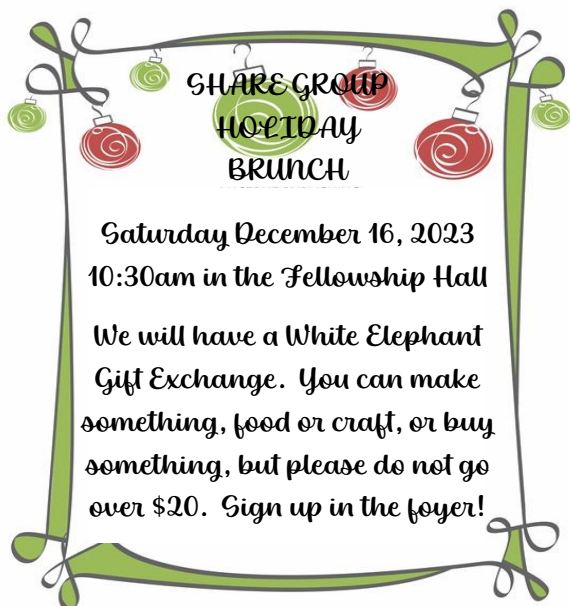 SHARE GROUP
HOLIDAY
BRUNCH
Saturday December 16, 2023
10:30am in the Fellowship Hall
We will have a White Elephant
Gift Exchange. You can make
something, food or craft, or buy
something, but please do not go
over $20. Sign up in the foyer!